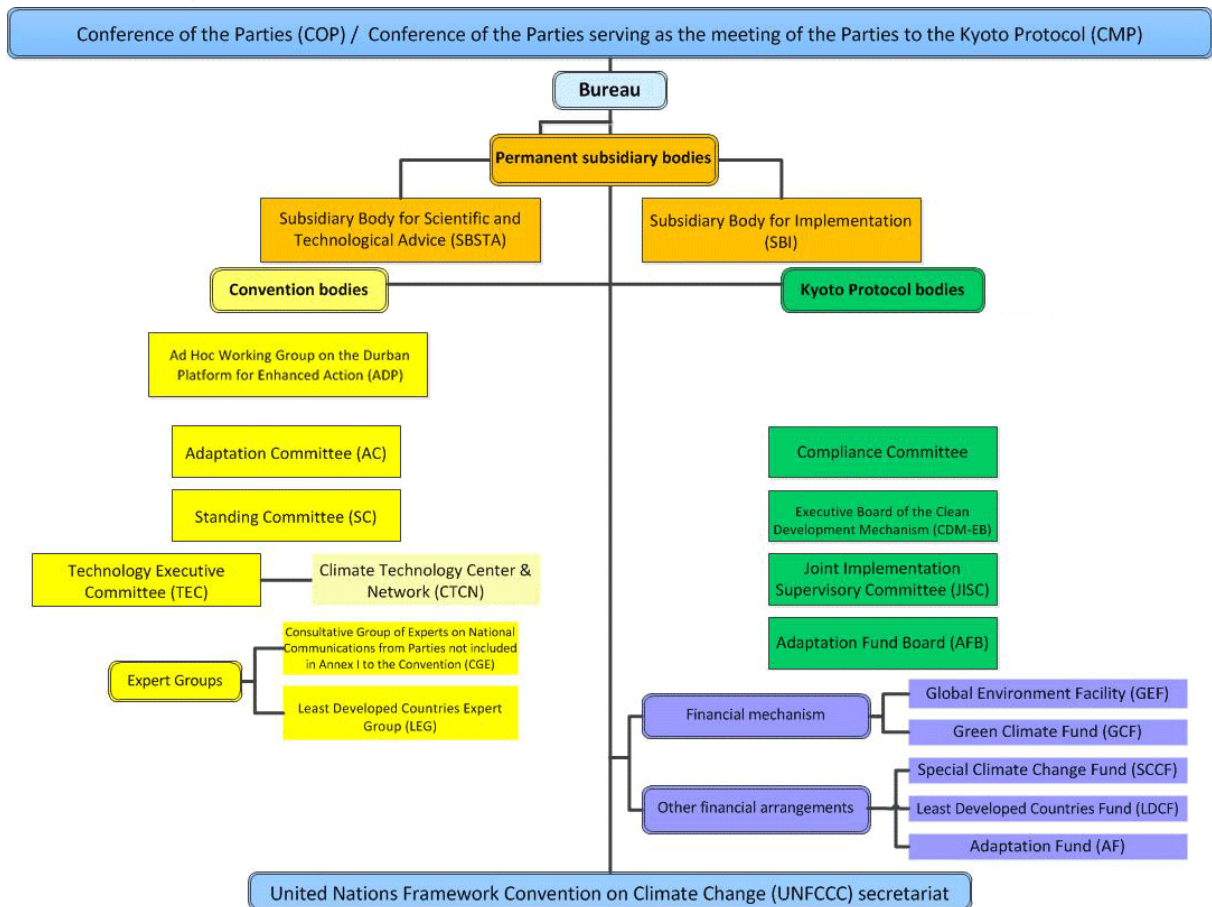 Conference of the Parties (COP) / Conference of the Parties serving as the meeting of the Parties to the Kyoto Protocol (CMP)
Bureau
Permanent subsidiary bodies
Subsidiary Body for Scientific and
Technological Advice (SBSTA)
Subsidiary Body for Implementation
(SBI)
Convention bodies
Kyoto Protocol bodies
Ad Hoc Working Group on the Durban
Platform for Enhanced Action (ADP)
Adaptation Committee (AC)
Standing Committee (SC)
Technology Executive
Committee (TEC)
Climate Technology Center &
Network (CTCN)
Expert Groups
Consultative Group of Experts on National
Communications from Parties not included
in Annex I to the Convention (CGE)
Least Developed Countries Expert
Group (LEG)
Compliance Committee
Executive Board of the Clean
Development Mechanism (CDM-EB)
Joint Implementation
Supervisory Committee (JISC)
Adaptation Fund Board (AFB)
Financial mechanism
Global Environment Facility (GEF)
Green Climate Fund (GCF)
Other financial arrangements
Special Climate Change Fund (SCCF)
Least Developed Countries Fund (LDCF)
Adaptation Fund (AF)
United Nations Framework Convention on Climate Change (UNFCCC) secretariat